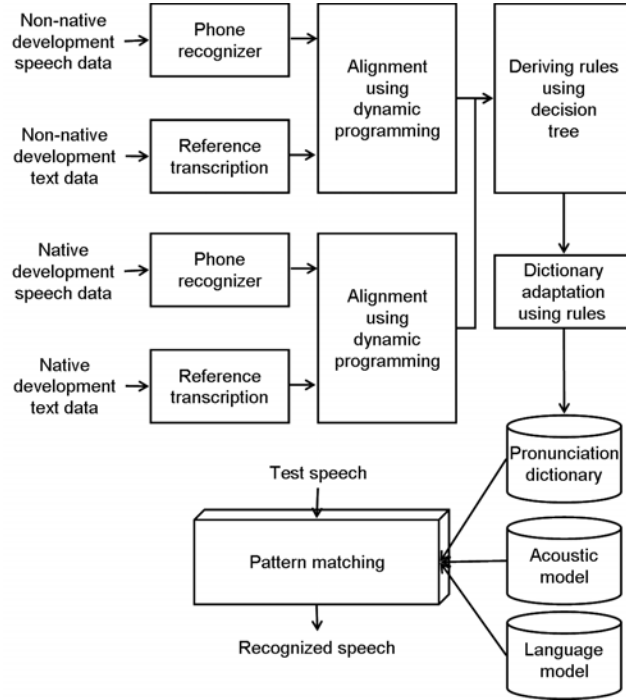 Non-native
development
speech data
Phone
recognizer
Alignment
using
dynamic
programming
Deriving rules
using
decision
tree
Non-native
development
text data
Reference
transcription
Native
development
speech data
Phone
recognizer
Alignment
using
dynamic
programming
Dictionary
adaptation
using rules
Native
development
text data
Reference
transcription
Pronunciation
dictionary
Test speech
Pattern matching
Acoustic
model
Recognized speech
Language
model